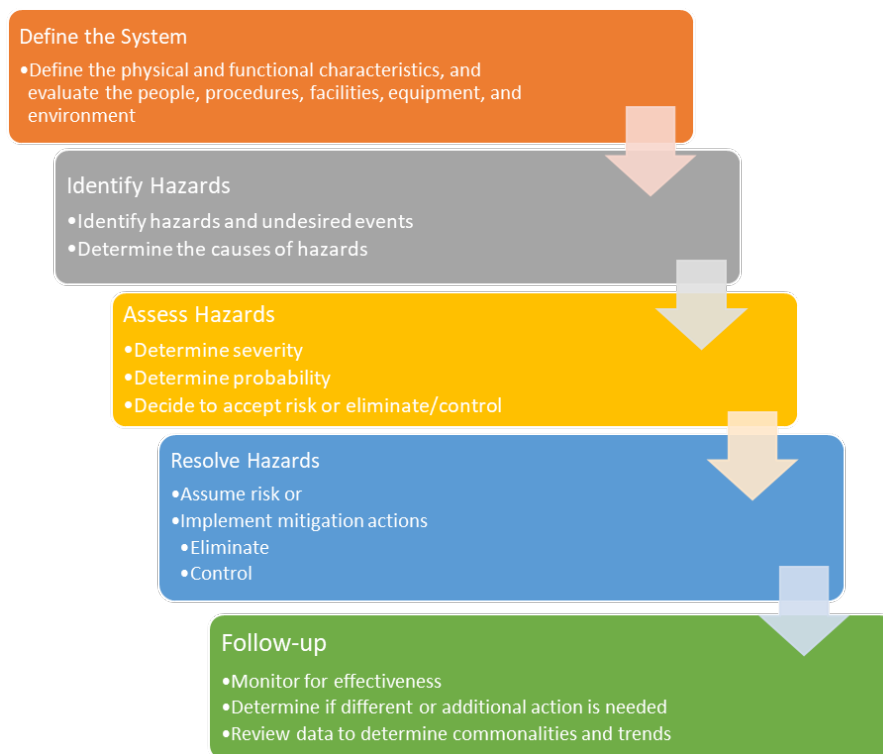 Define the System
•Define the physical and functional characteristics, and
evaluate the people, procedures, facilities, equipment, and
environment
Identify Hazards
•Identify hazards and undesired events
•Determine the causes of hazards
Assess Hazards
•Determine severity
•Determine probability
•Decide to accept risk or eliminate/control
Resolve Hazards
•Assume risk or
•Implement mitigation actions
•Eliminate
•Control
Follow-up
•Monitor for effectiveness
•Determine if different or additional action is needed
•Review data to determine commonalities and trends